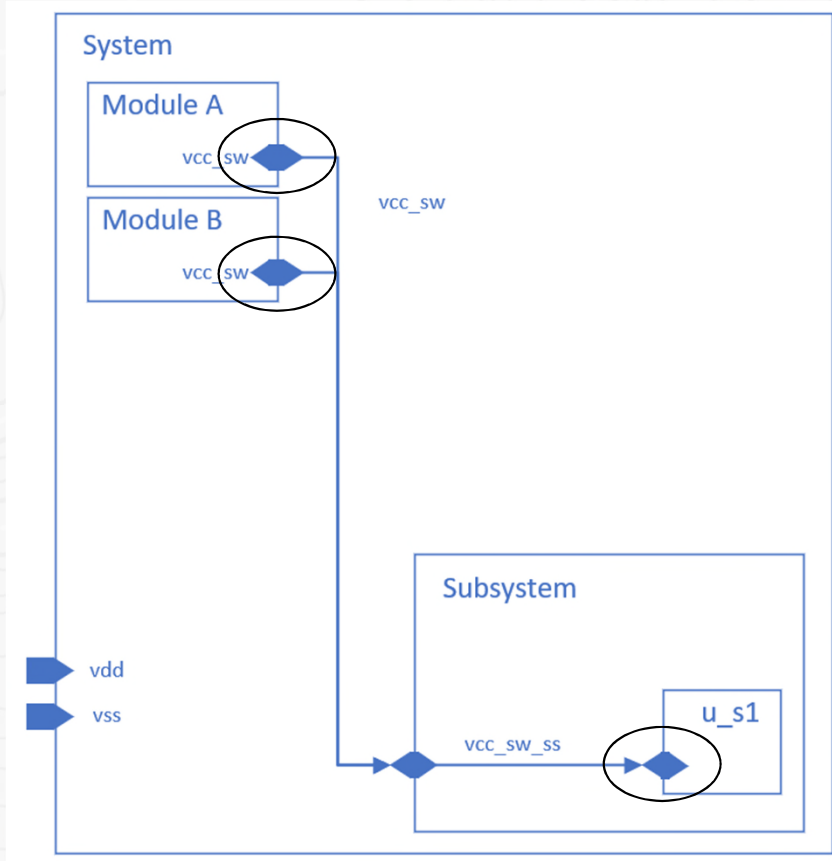 System
Module A
vcc_sw
vcc_sw
Module B
vcc_sw
Subsystem
vdd
u_s1
vss
vcc_sw_ss